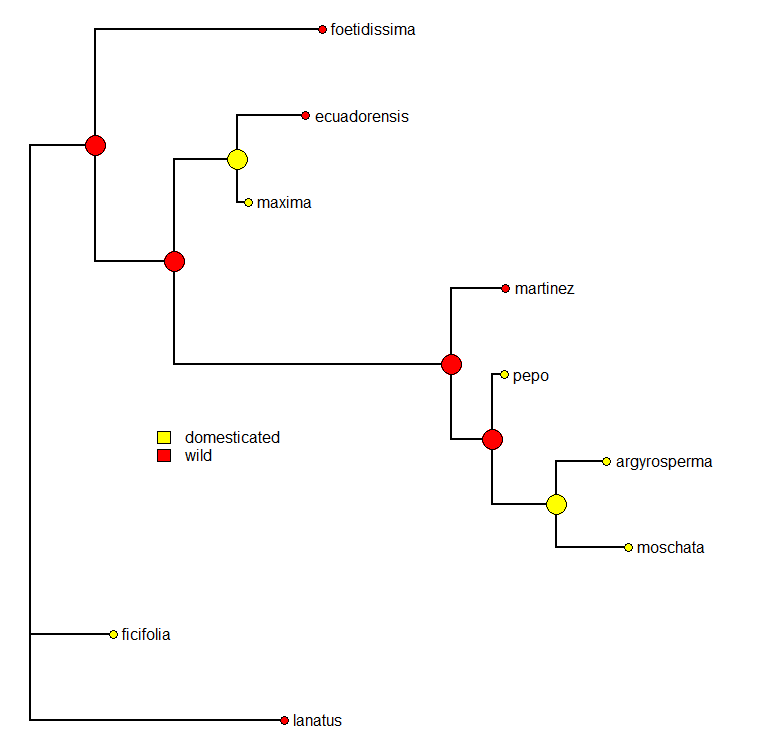 foetidissima
ecuadorensis
maxima
martinez
pepo
domesticated
wild
argyrosperma
moschata
ficifolia
lanatus